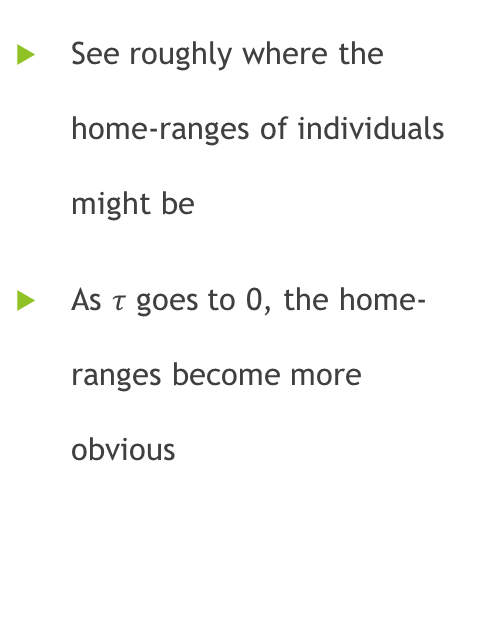 See roughly where the
home-ranges of individuals
might be
As 𝜏 goes to 0, the home-
ranges become more
obvious